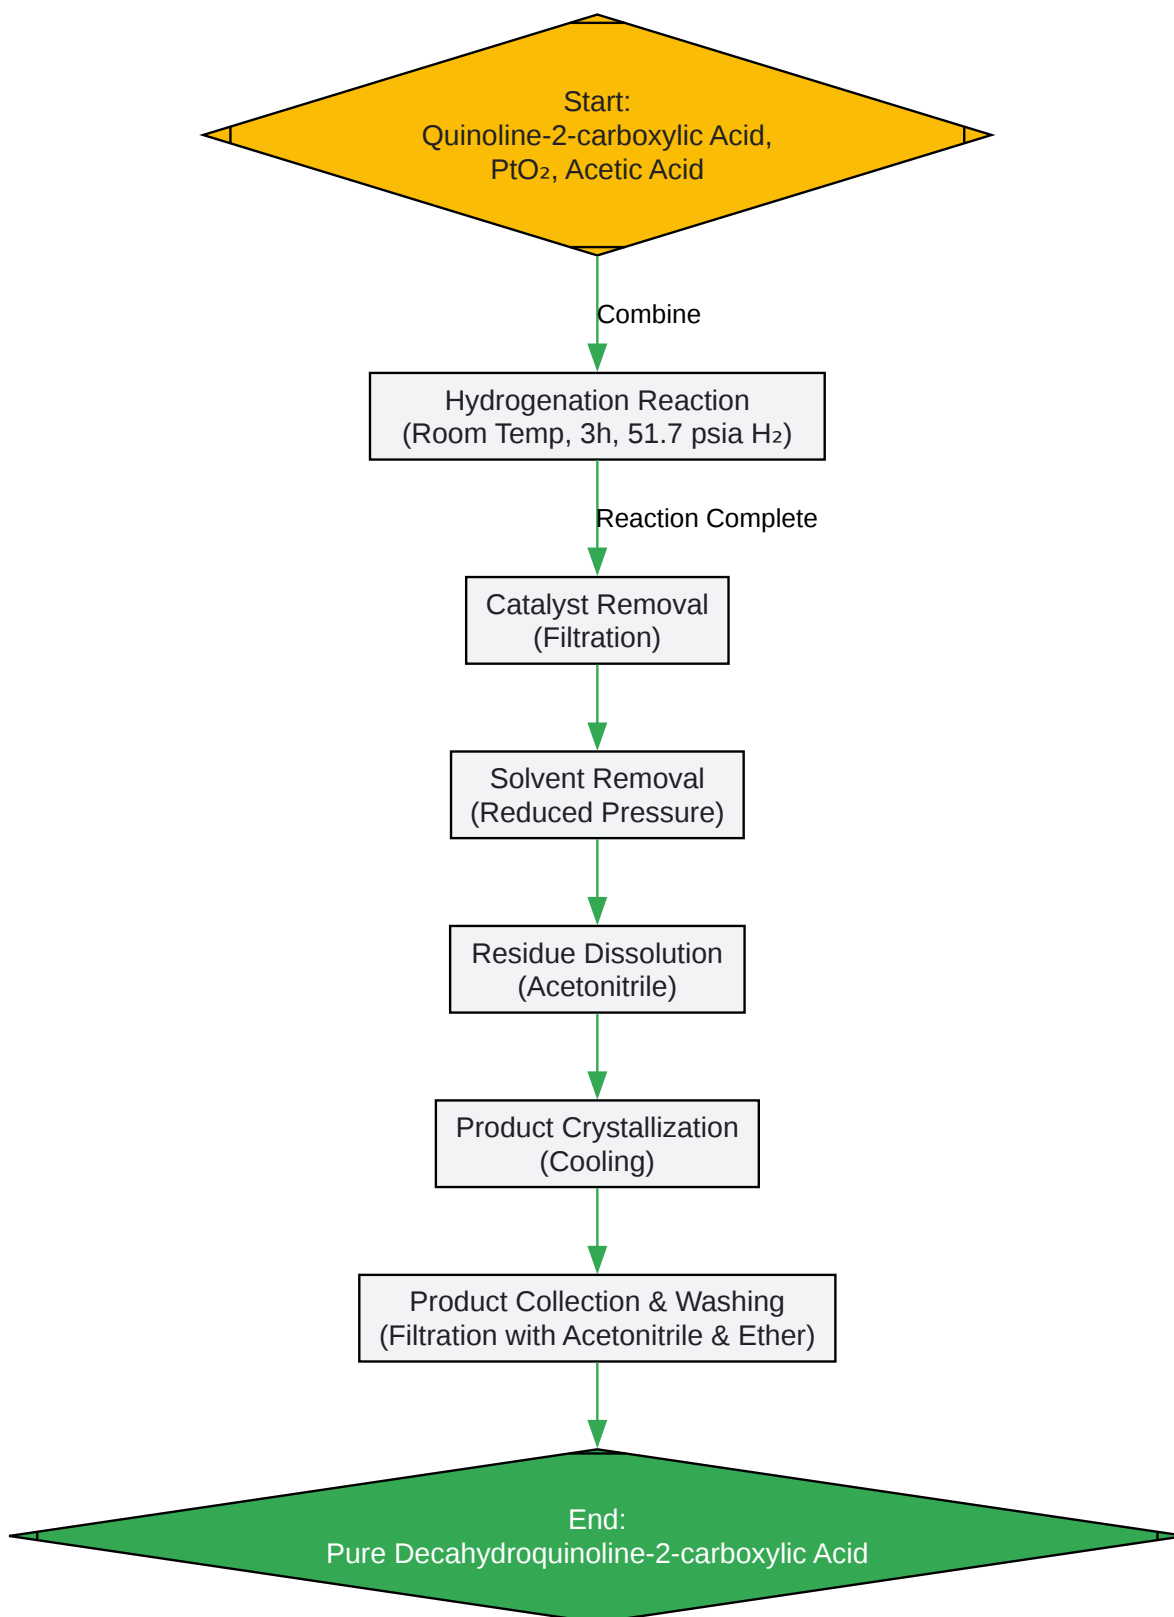 Start:
Quinoline-2-carboxylic Acid,
PtO₂, Acetic Acid
Combine
Hydrogenation Reaction
(Room Temp, 3h, 51.7 psia H₂)
Reaction Complete
Catalyst Removal
(Filtration)
Solvent Removal
(Reduced Pressure)
Residue Dissolution
(Acetonitrile)
Product Crystallization
(Cooling)
Product Collection & Washing
(Filtration with Acetonitrile & Ether)
End:
Pure Decahydroquinoline-2-carboxylic Acid